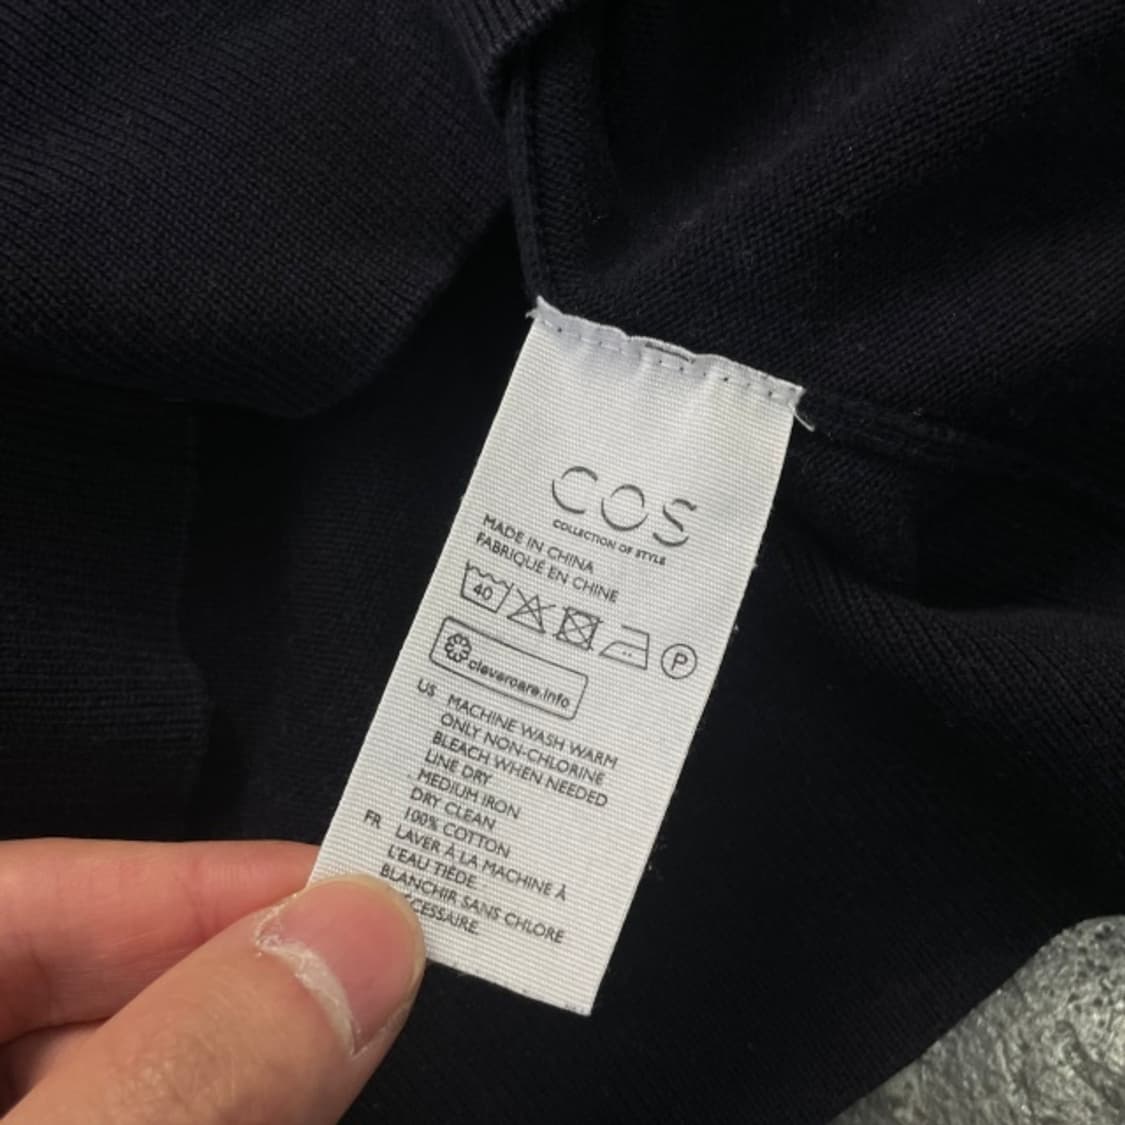 COS
COLLECTION OF STYLE
MADE IN CHINA
FABRIQUÉ EN CHINE
40
P
clevercare.info
US MACHINE WASH WARM
ONLY NON-CHLORINE
BLEACH WHEN NEEDED
LINE DRY
MEDIUM IRON
DRY CLEAN
100% COTTON
FR LAVER À LA MACHINE À
L'EAU TIÈDE
BLANCHIR SANS CHLORE